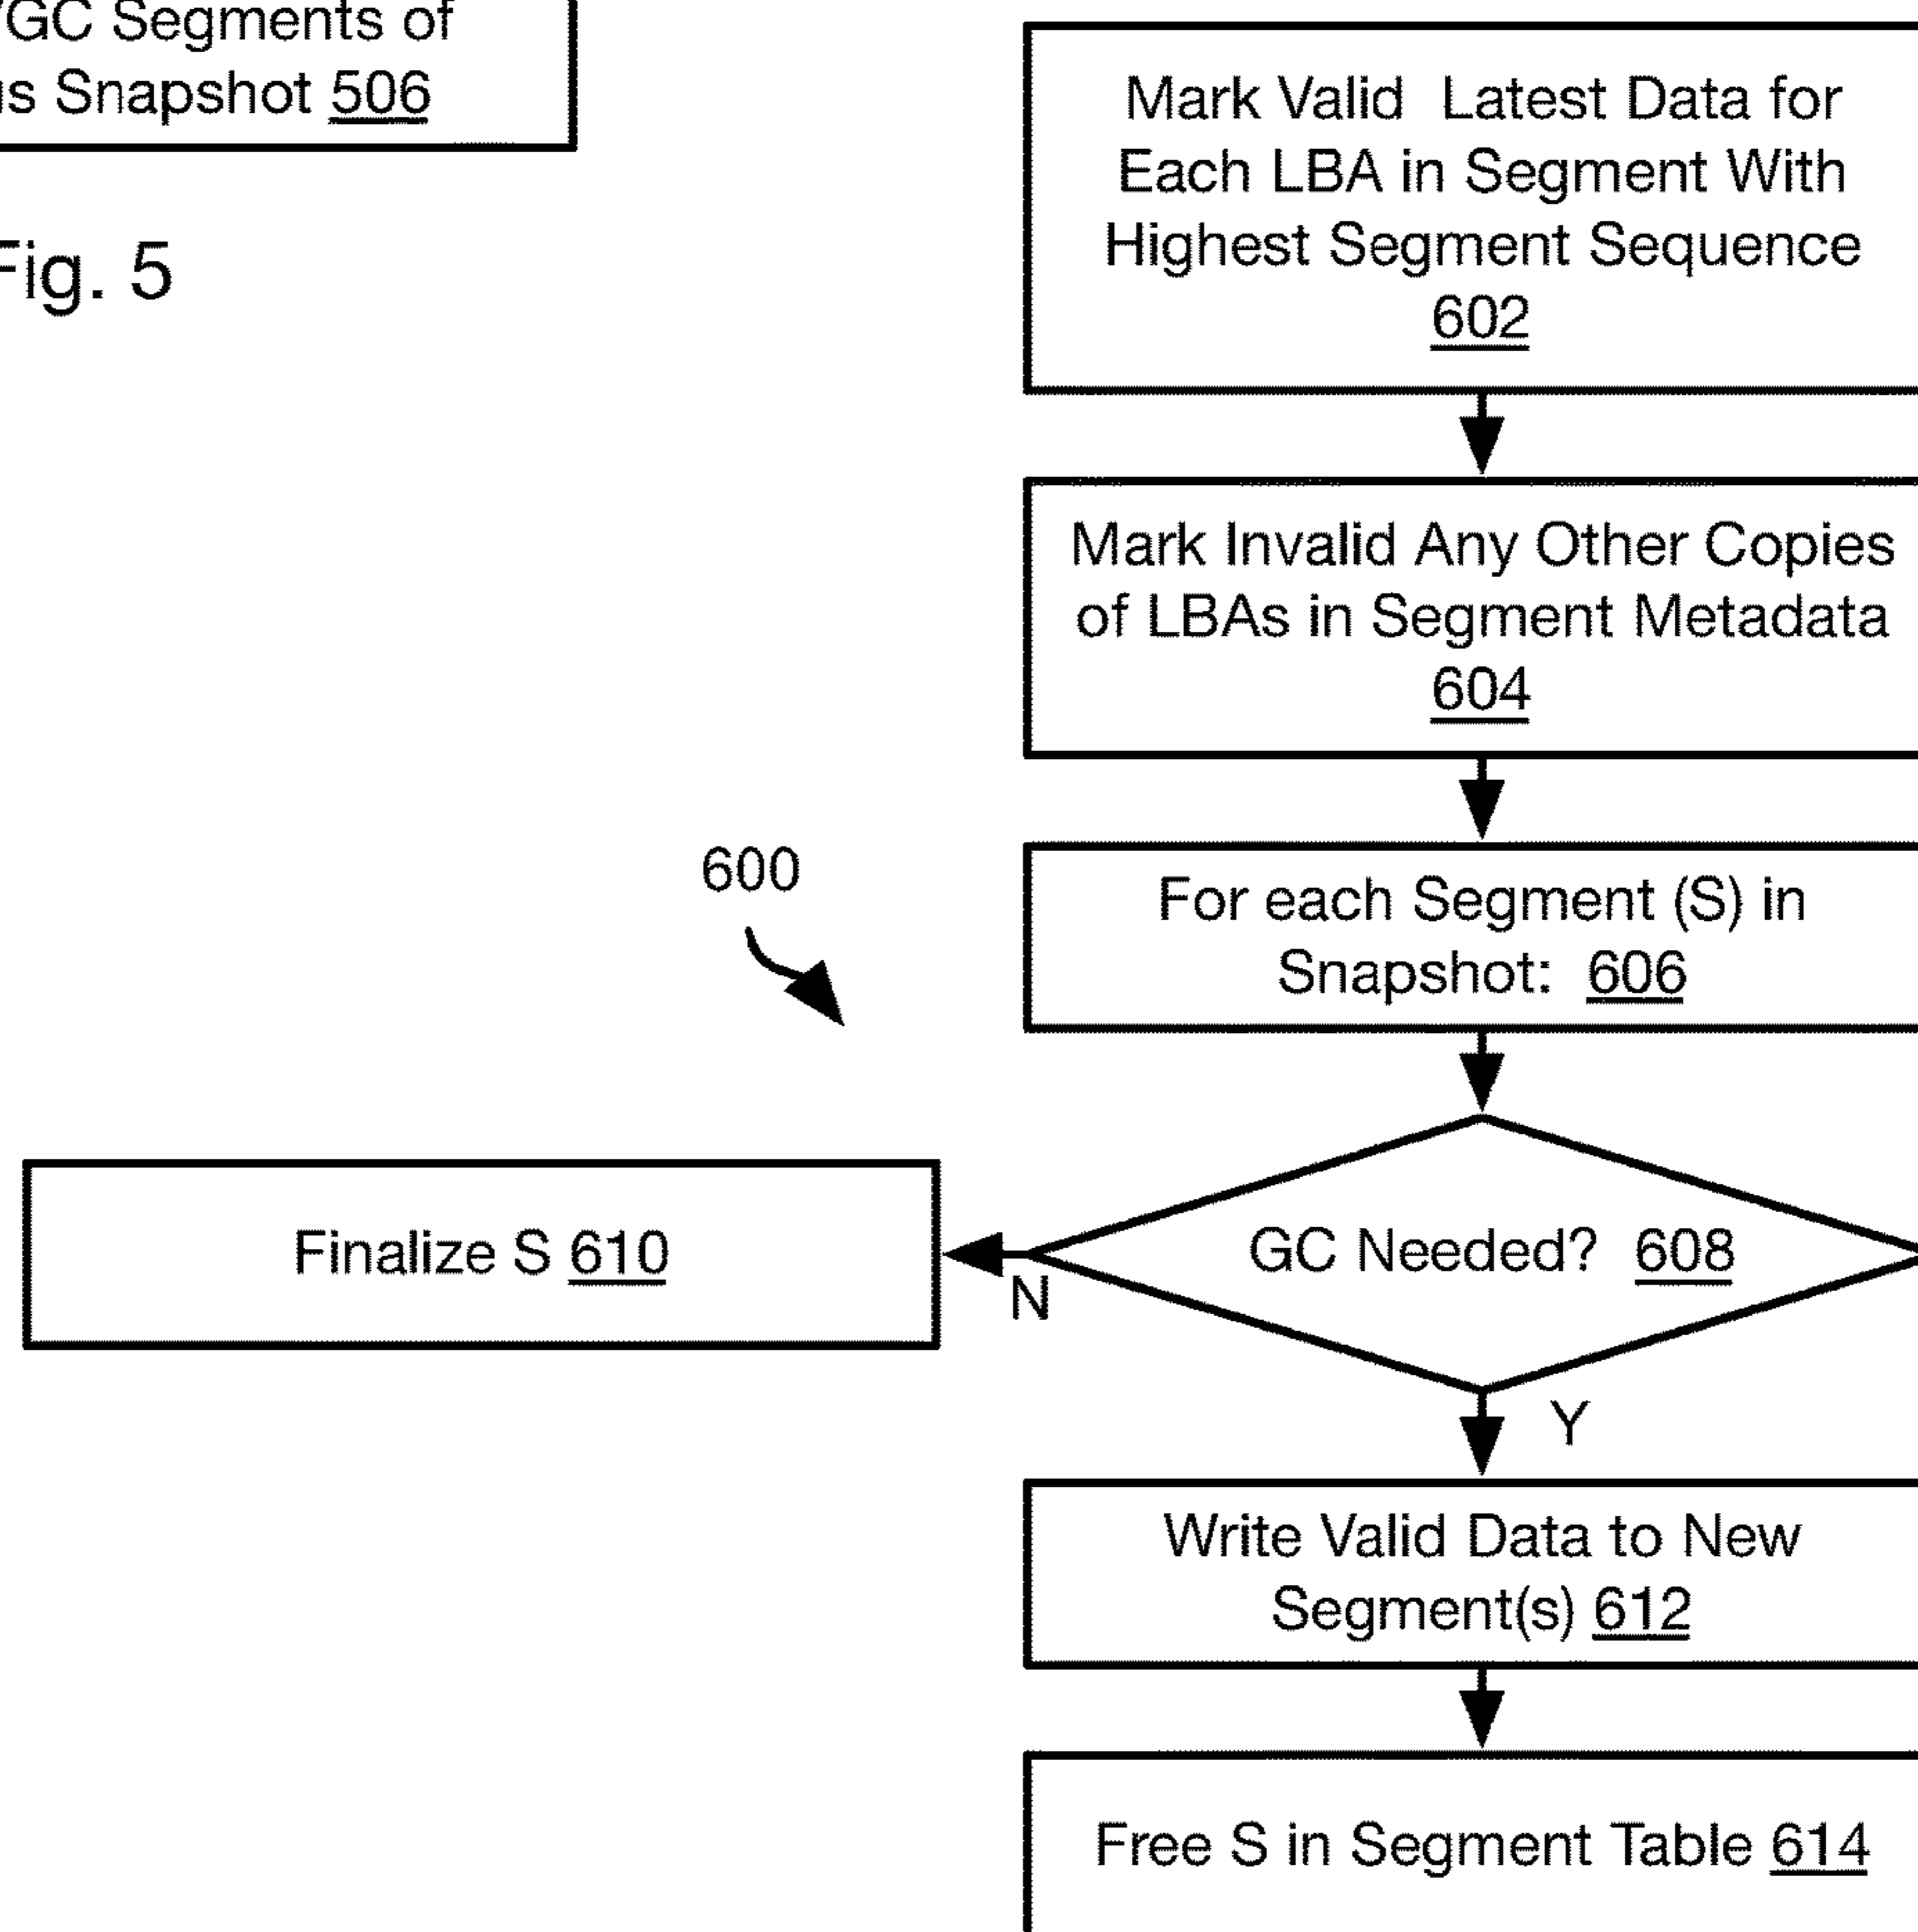 GC Segments of
Snapshot 506
Fig. 5
Mark Valid Latest Data for
Each LBA in Segment With
Highest Segment Sequence
602
Mark Invalid Any Other Copies
of LBAs in Segment Metadata
604
600
For each Segment (S) in
Snapshot: 606
Finalize S 610
N
GC Needed? 608
Y
Write Valid Data to New
Segment(s) 612
Free S in Segment Table 614